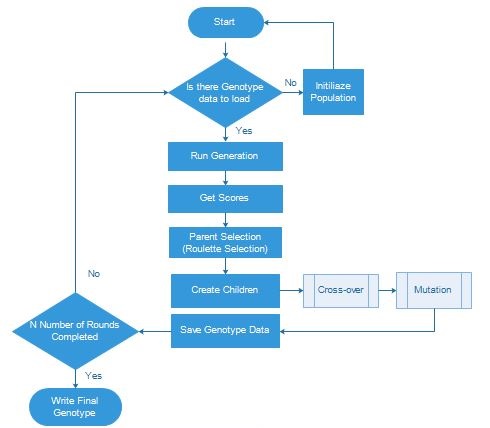 Start
Is there Genotype
data to load
No
Initiliaze
Population
Yes
Run Generation
Get Scores
Parent Selection
(Roulette Selection)
Create Children
Cross-over
Mutation
Save Genotype Data
N Number of Rounds
Completed
No
Yes
Write Final
Genotype